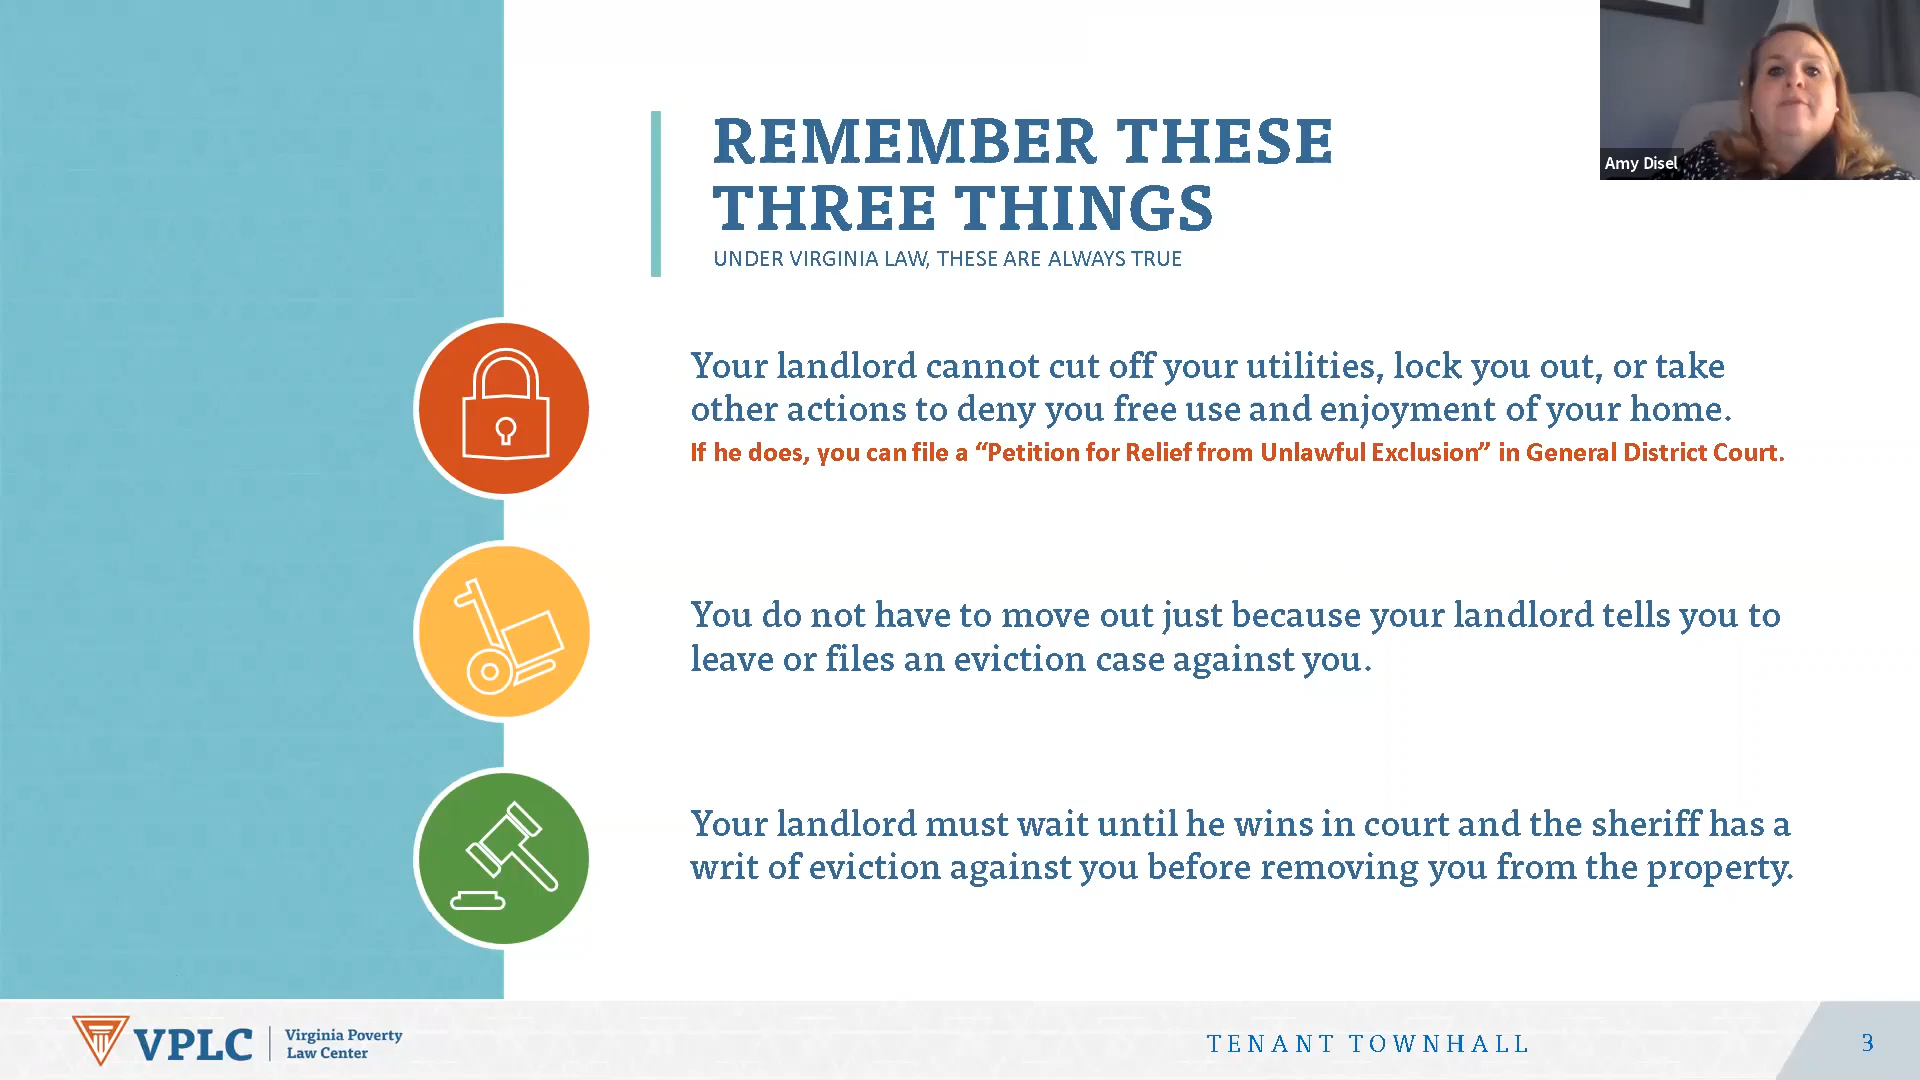 REMEMBER THESE
THREE THINGS
UNDER VIRGINIA LAW, THESE ARE ALWAYS TRUE
Amy Disel
Your landlord cannot cut off your utilities, lock you out, or take
other actions to deny you free use and enjoyment of your home.
If he does, you can file a “Petition for Relief from Unlawful Exclusion” in General District Court.
You do not have to move out just because your landlord tells you to
leave or files an eviction case against you.
Your landlord must wait until he wins in court and the sheriff has a
writ of eviction against you before removing you from the property.
VPLC
Virginia Poverty
Law Center
TENANT TOWNHALL
3